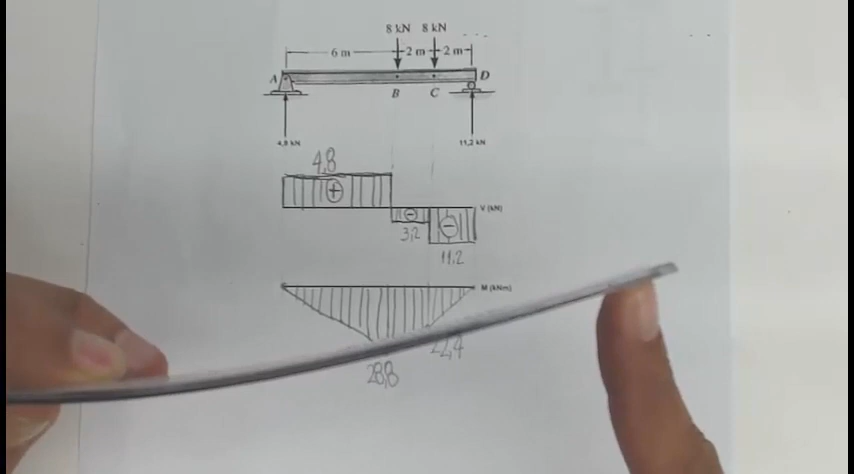 8 kN 8 kN
6 m 2 m 2 m
A D
B C
4,8 kN 11,2 kN
4,8
+
V (kN)
-
3,2
-
11.2
M (kNm)
22,4
28,8